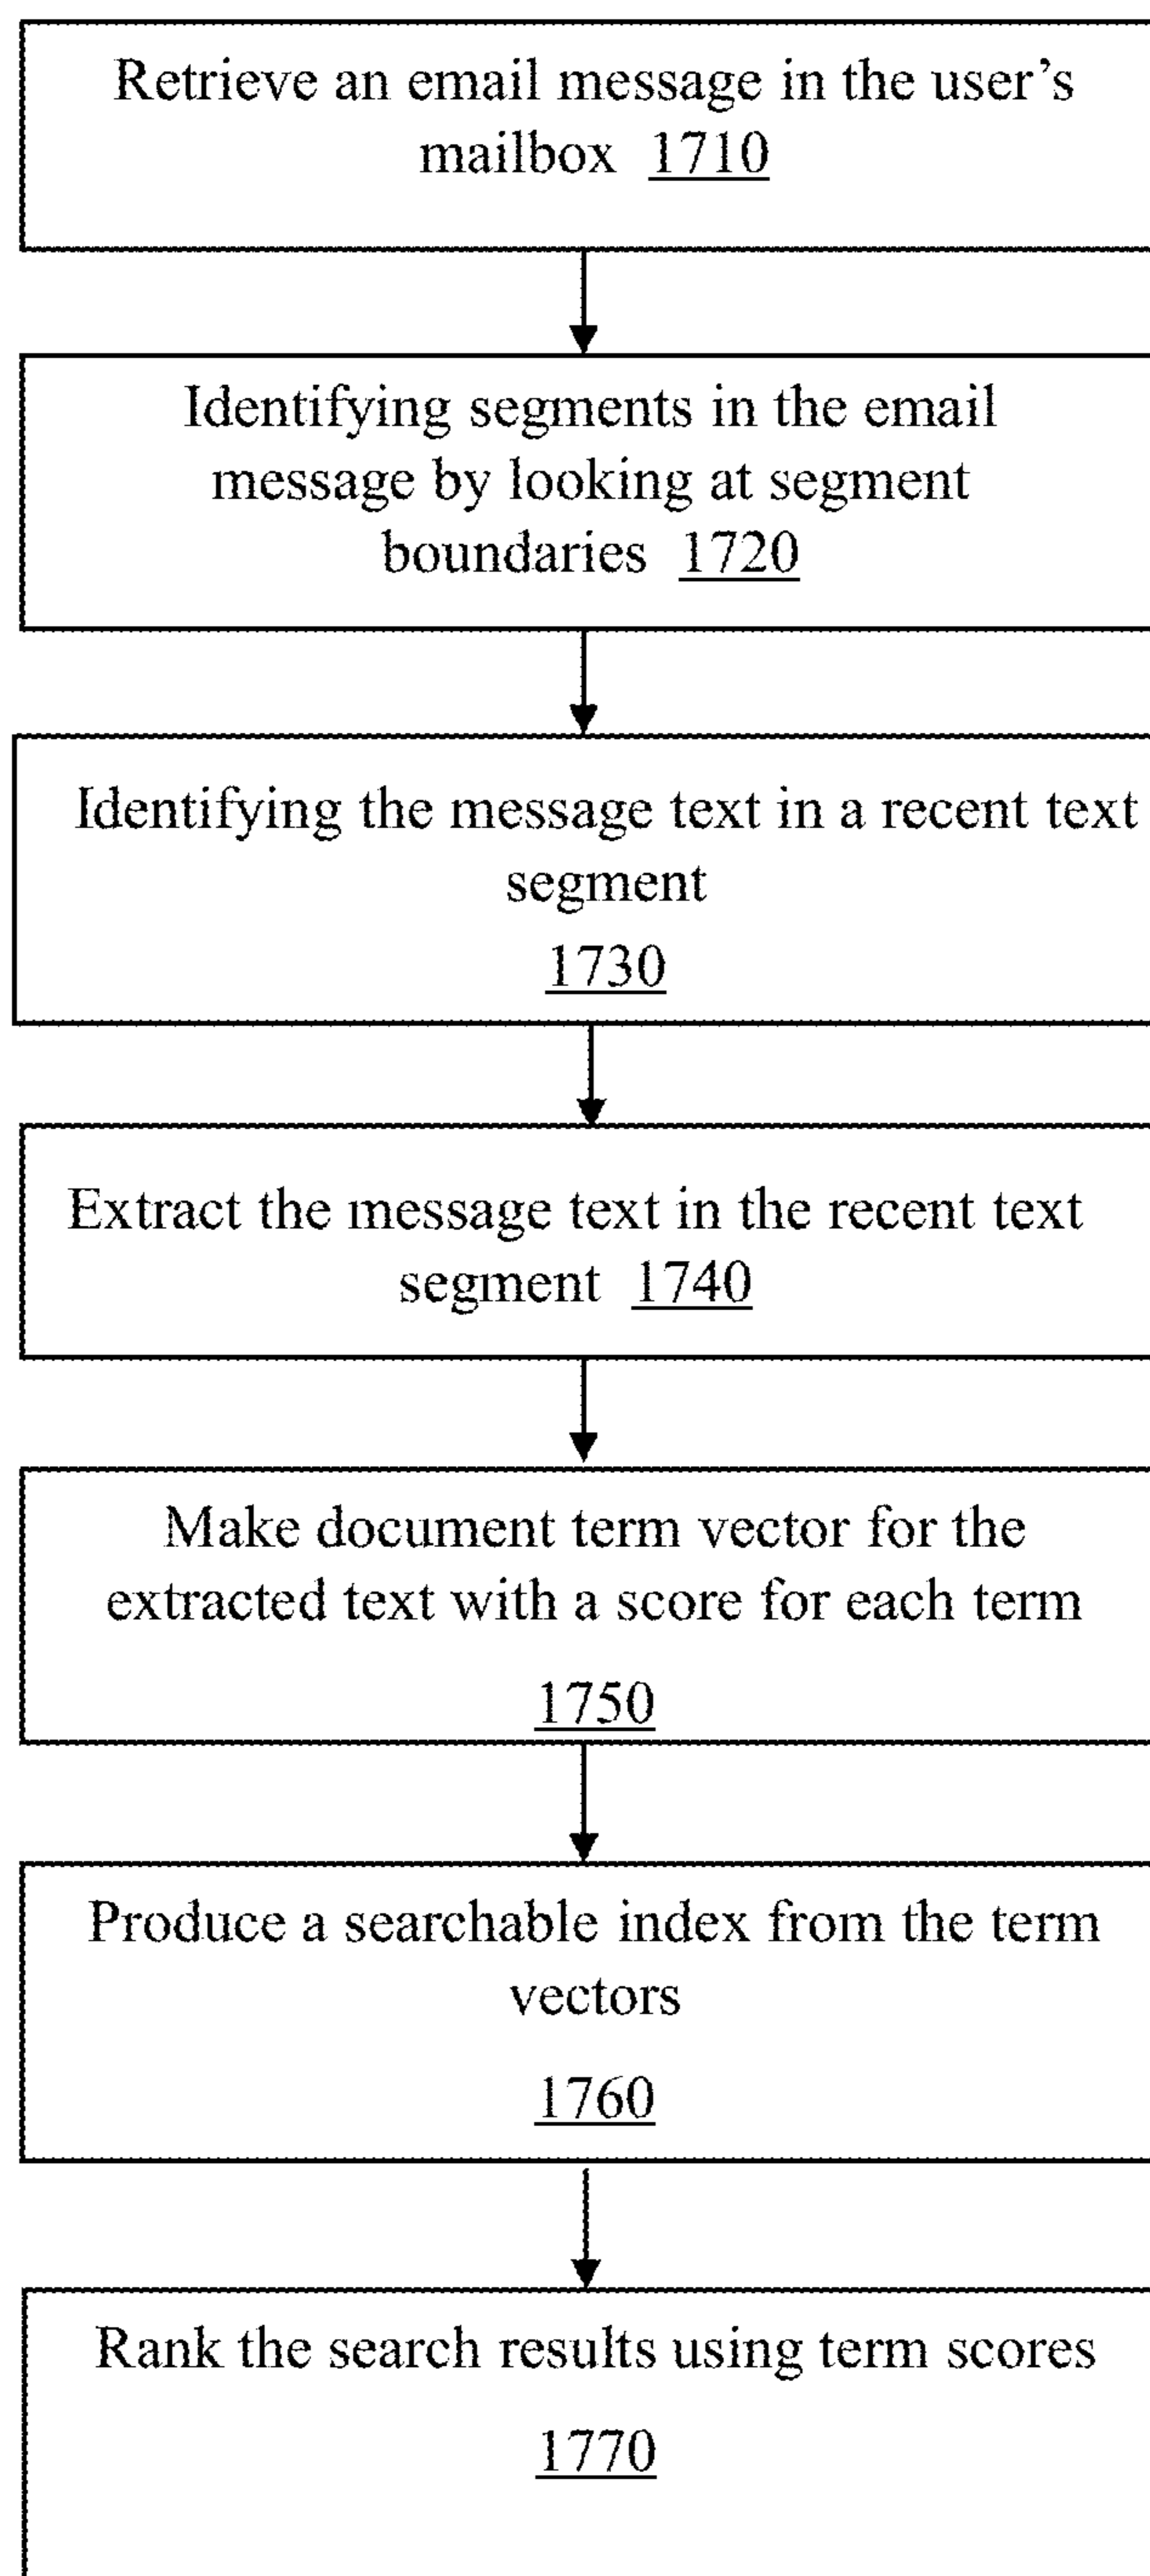 Retrieve an email message in the user’s
mailbox 1710
Identifying segments in the email
message by looking at segment
boundaries 1720
Identifying the message text in a recent text
segment
1730
Extract the message text in the recent text
segment 1740
Make document term vector for the
extracted text with a score for each term
1750
Produce a searchable index from the term
vectors
1760
Rank the search results using term scores
1770